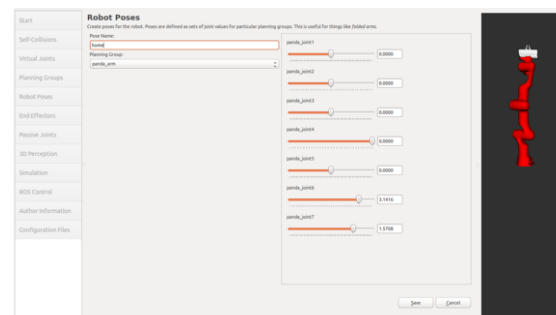 Start
Self-Collisions
Virtual Joints
Planning Groups
Robot Poses
End Effectors
Passive Joints
3D Perception
Simulation
ROS Control
Author Information
Configuration Files
Robot Poses
Create poses for the robot. Poses are defined as sets of joint values for particular planning groups. This is useful for things like folded arms.
Pose Name:
home
Planning Group:
panda_arm
panda_joint1
0.0000
panda_joint2
0.0000
panda_joint3
0.0000
panda_joint4
0.0000
panda_joint5
0.0000
panda_joint6
3.1416
panda_joint7
1.5708
Save
Cancel